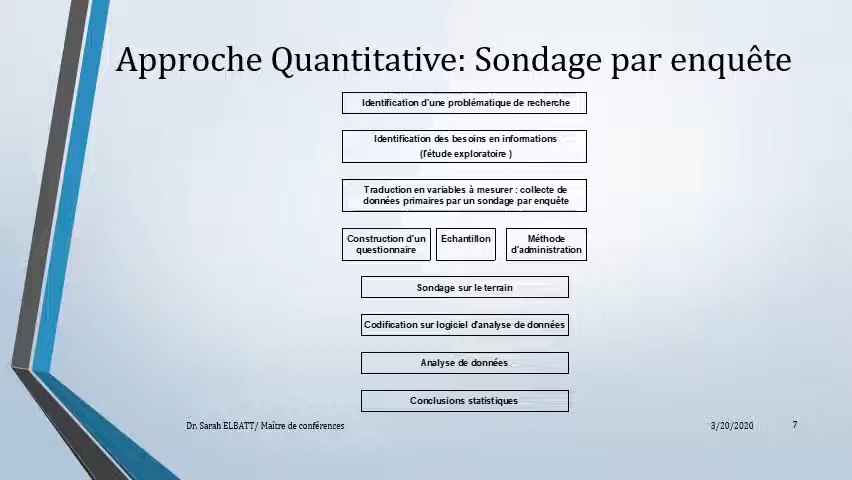 Approche Quantitative: Sondage par enquête
Identification d'une problématique de recherche
Identification des besoins en informations
(l'étude exploratoire )
Traduction en variables à mesurer : collecte de
données primaires par un sondage par enquête
Construction d'un
questionnaire
Echantillon
Méthode
d'administration
Sondage sur le terrain
Codification sur logiciel d'analyse de données
Analyse de données
Conclusions statistiques
Dr. Sarah ELBATT/ Maître de conférences
3/20/2020
7